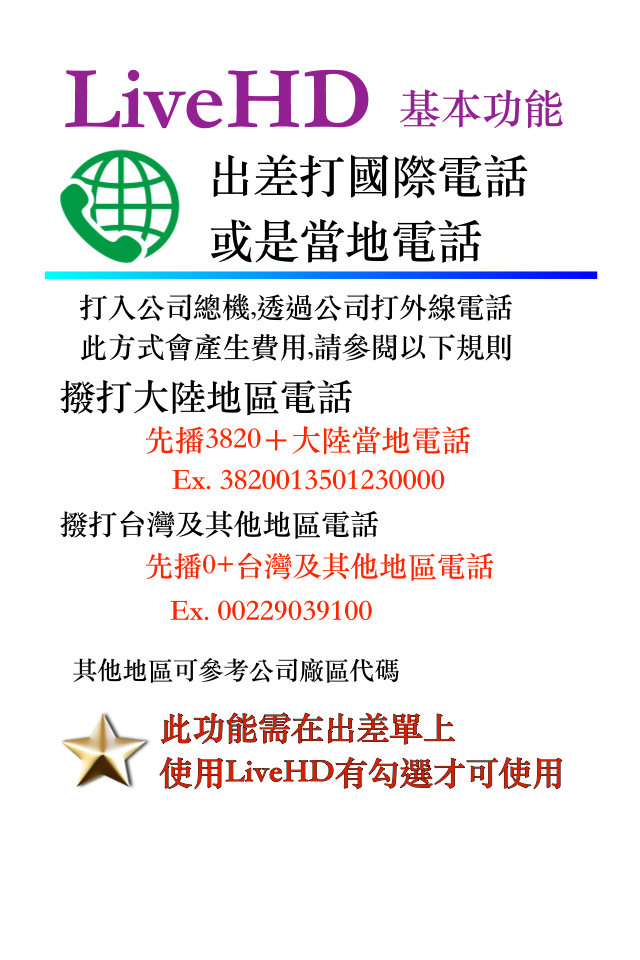 LiveHD 基本功能
出差打國際電話
或是當地電話
打入公司總機,透過公司打外線電話
此方式會產生費用,請參閱以下規則
撥打大陸地區電話
先播3820＋大陸當地電話
Ex. 3820013501230000
撥打台灣及其他地區電話
先播0+台灣及其他地區電話
Ex. 00229039100
其他地區可參考公司廠區代碼
此功能需在出差單上
使用LiveHD有勾選才可使用